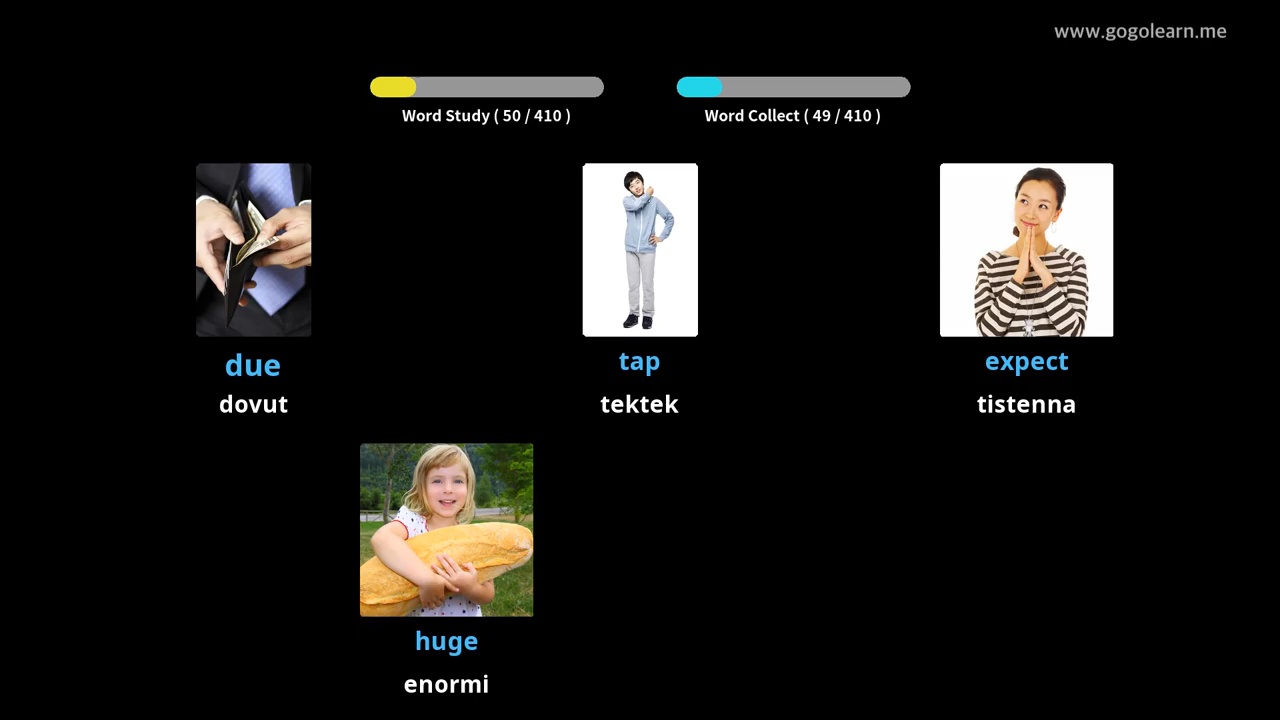 www.gogolearn.me
Word Study ( 50 / 410 )
Word Collect ( 49 / 410 )
due
dovut
tap
tektek
expect
tistenna
huge
enormi